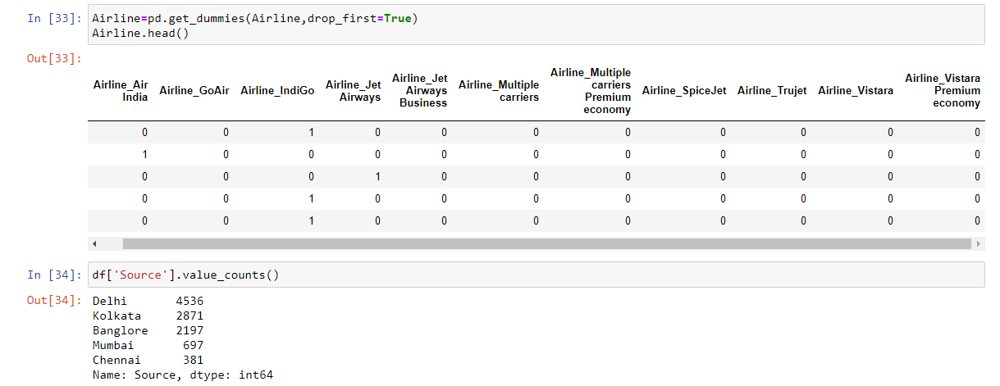 In [33]: Airline=pd.get_dummies(Airline,drop_first=True)
Airline.head()
Out[33]:
Airline_Air India Airline_GoAir Airline_IndiGo Airline_Jet Airways Airline_Jet Airways Business Airline_Multiple carriers Airline_Multiple carriers Premium economy Airline_SpiceJet Airline_Trujet Airline_Vistara Airline_Vistara Premium economy
0 0 1 0 0 0 0 0 0 0 0
1 0 0 0 0 0 0 0 0 0 0
0 0 0 1 0 0 0 0 0 0 0
0 0 1 0 0 0 0 0 0 0 0
0 0 1 0 0 0 0 0 0 0 0
In [34]: df['Source'].value_counts()
Out[34]: Delhi 4536
Kolkata 2871
Banglore 2197
Mumbai 697
Chennai 381
Name: Source, dtype: int64